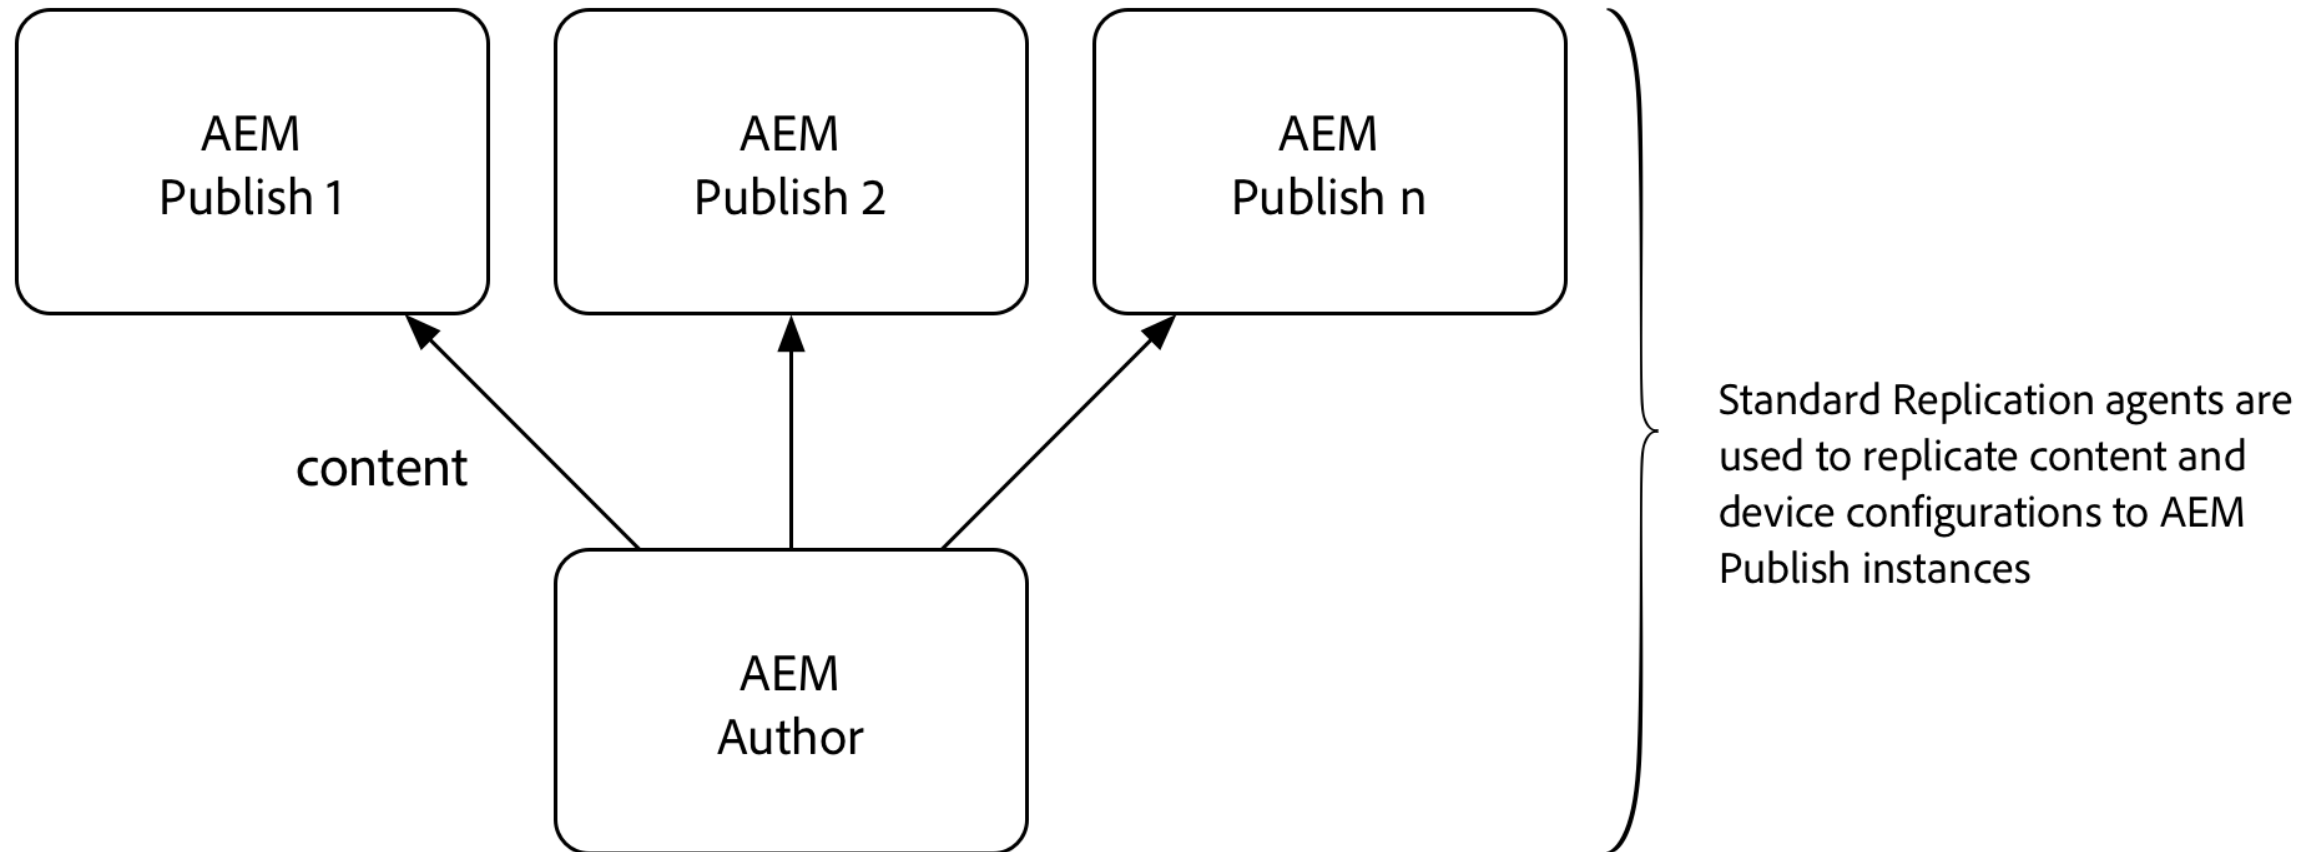 AEM
Publish 1
AEM
Publish 2
AEM
Publish n
content
AEM
Author
Standard Replication agents are
used to replicate content and
device configurations to AEM
Publish instances